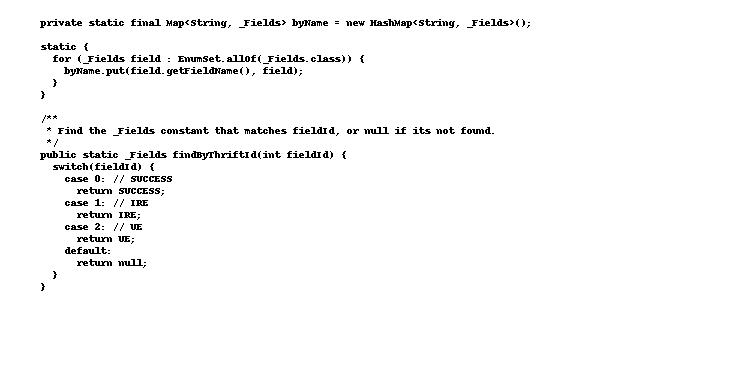 private static final Map<String, _Fields> byName = new HashMap<String, _Fields>();

static {
  for (_Fields field : EnumSet.allOf(_Fields.class)) {
    byName.put(field.getFieldName(), field);
  }
}

/**
 * Find the _Fields constant that matches fieldId, or null if its not found.
 */
public static _Fields findByThriftId(int fieldId) {
  switch(fieldId) {
    case 0: // SUCCESS
      return SUCCESS;
    case 1: // IRE
      return IRE;
    case 2: // UE
      return UE;
    default:
      return null;
  }
}